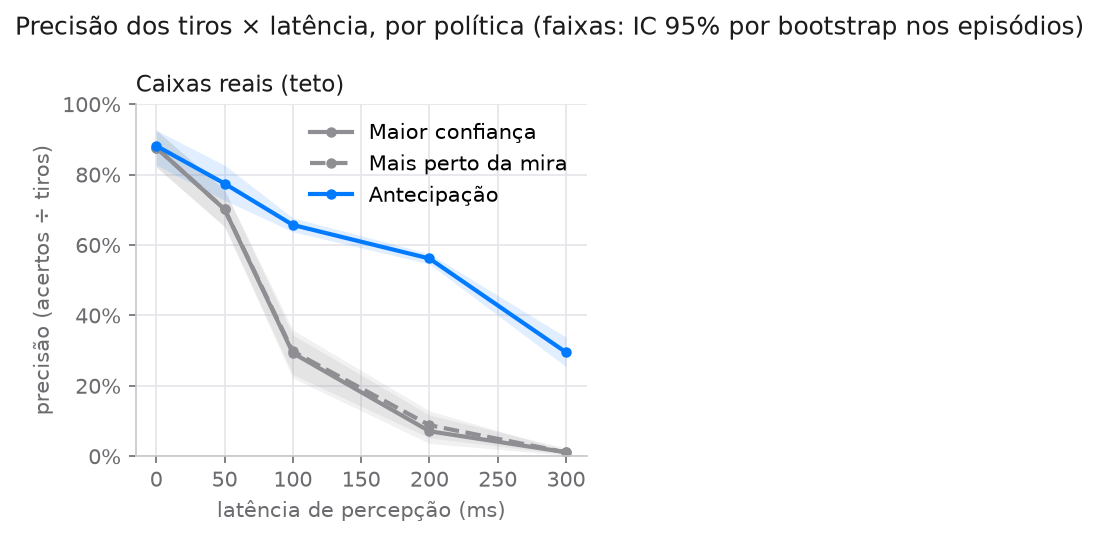 Precisão dos tiros × latência, por política (faixas: IC 95% por bootstrap nos episódios)
Caixas reais (teto)
100%
80%
60%
40%
20%
0%
precisão (acertos ÷ tiros)
Maior confiança
Mais perto da mira
Antecipação
0 50 100 150 200 250 300
latência de percepção (ms)